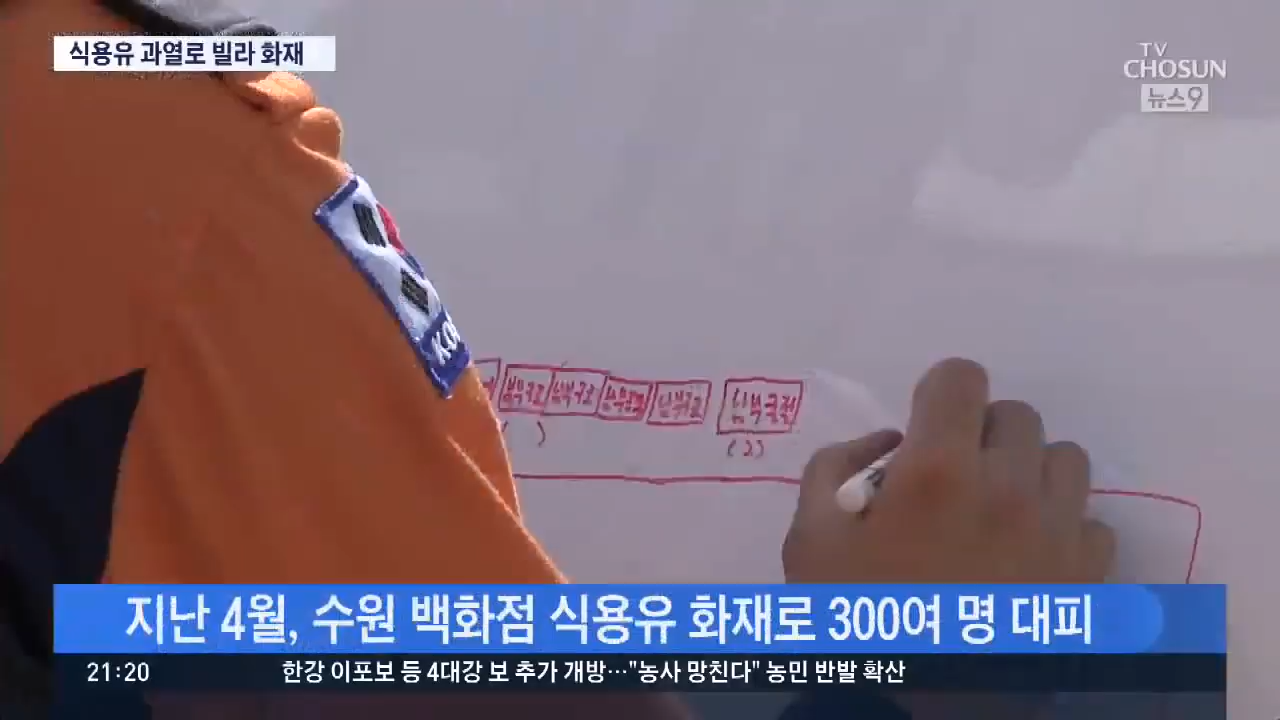 식용유 과열로 빌라 화재
TV
CHOSUN
뉴스9
(2)
지난 4월, 수원 백화점 식용유 화재로 300여 명 대피
21:20
한강 이포보 등 4대강 보 추가 개방…"농사 망친다" 농민 반발 확산